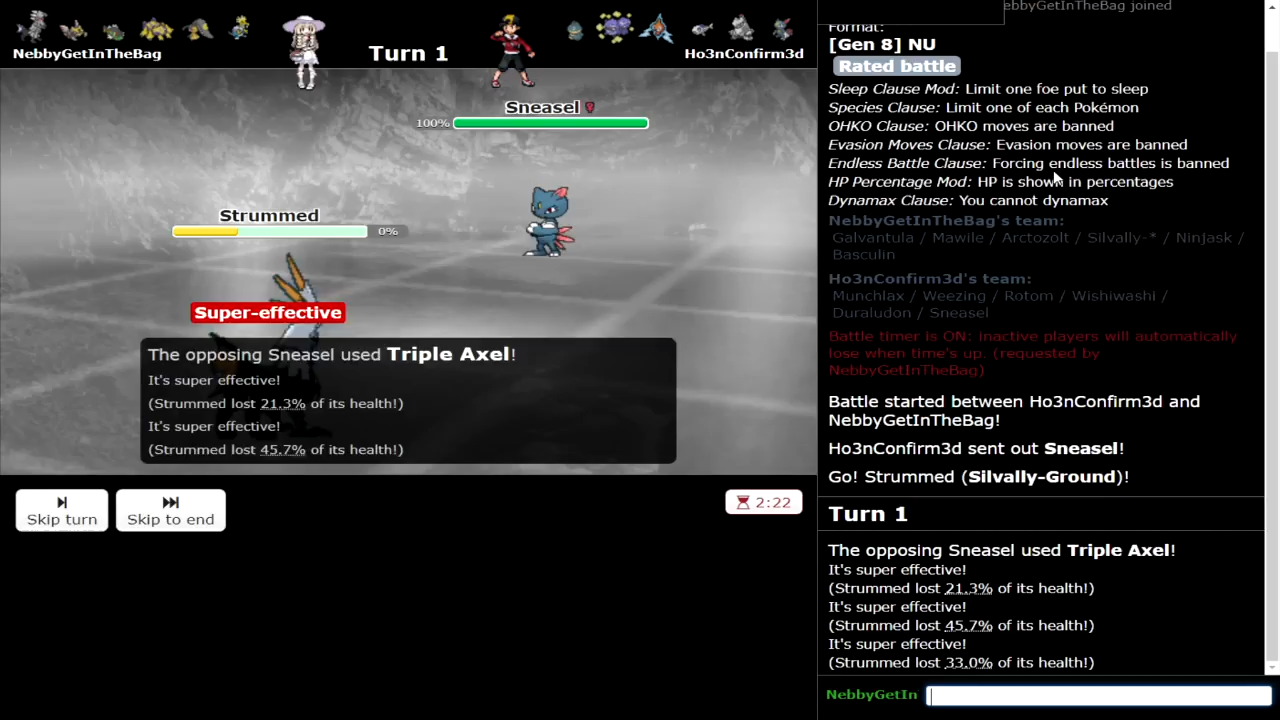 NebbyGetInTheBag
Turn 1
Ho3nConfirm3d
Sneasel
100%
Strummed
0%
Super-effective
The opposing Sneasel used Triple Axel!
It's super effective!
(Strummed lost 21.3% of its health!)
It's super effective!
(Strummed lost 45.7% of its health!)
Skip turn
Skip to end
2:22
ebbyGetInTheBag joined
Format:
[Gen 8] NU
Rated battle
Sleep Clause Mod: Limit one foe put to sleep
Species Clause: Limit one of each Pokémon
OHKO Clause: OHKO moves are banned
Evasion Moves Clause: Evasion moves are banned
Endless Battle Clause: Forcing endless battles is banned
HP Percentage Mod: HP is shown in percentages
Dynamax Clause: You cannot dynamax
NebbyGetInTheBag's team:
Galvantula / Mawile / Arctozolt / Silvally-* / Ninjask /
Basculin
Ho3nConfirm3d's team:
Munchlax / Weezing / Rotom / Wishiwashi /
Duraludon / Sneasel
Battle timer is ON: inactive players will automatically
lose when time's up. (requested by
NebbyGetInTheBag)
Battle started between Ho3nConfirm3d and
NebbyGetInTheBag!
Ho3nConfirm3d sent out Sneasel!
Go! Strummed (Silvally-Ground)!
Turn 1
The opposing Sneasel used Triple Axel!
It's super effective!
(Strummed lost 21.3% of its health!)
It's super effective!
(Strummed lost 45.7% of its health!)
It's super effective!
(Strummed lost 33.0% of its health!)
NebbyGetIn